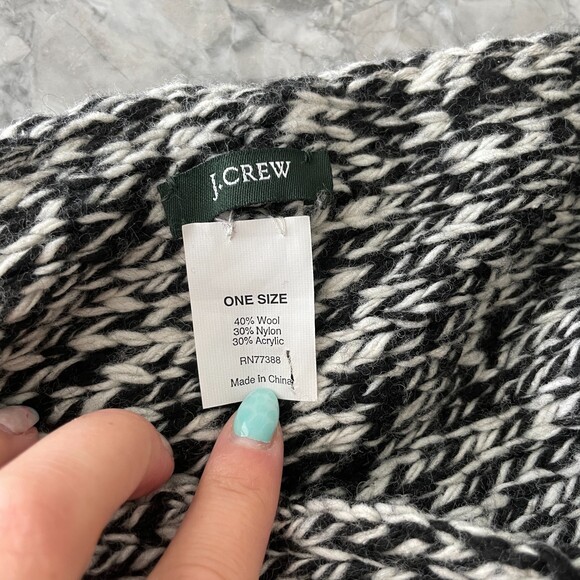 J.CREW
ONE SIZE
40% Wool
30% Nylon
30% Acrylic
RN77388
Made in China